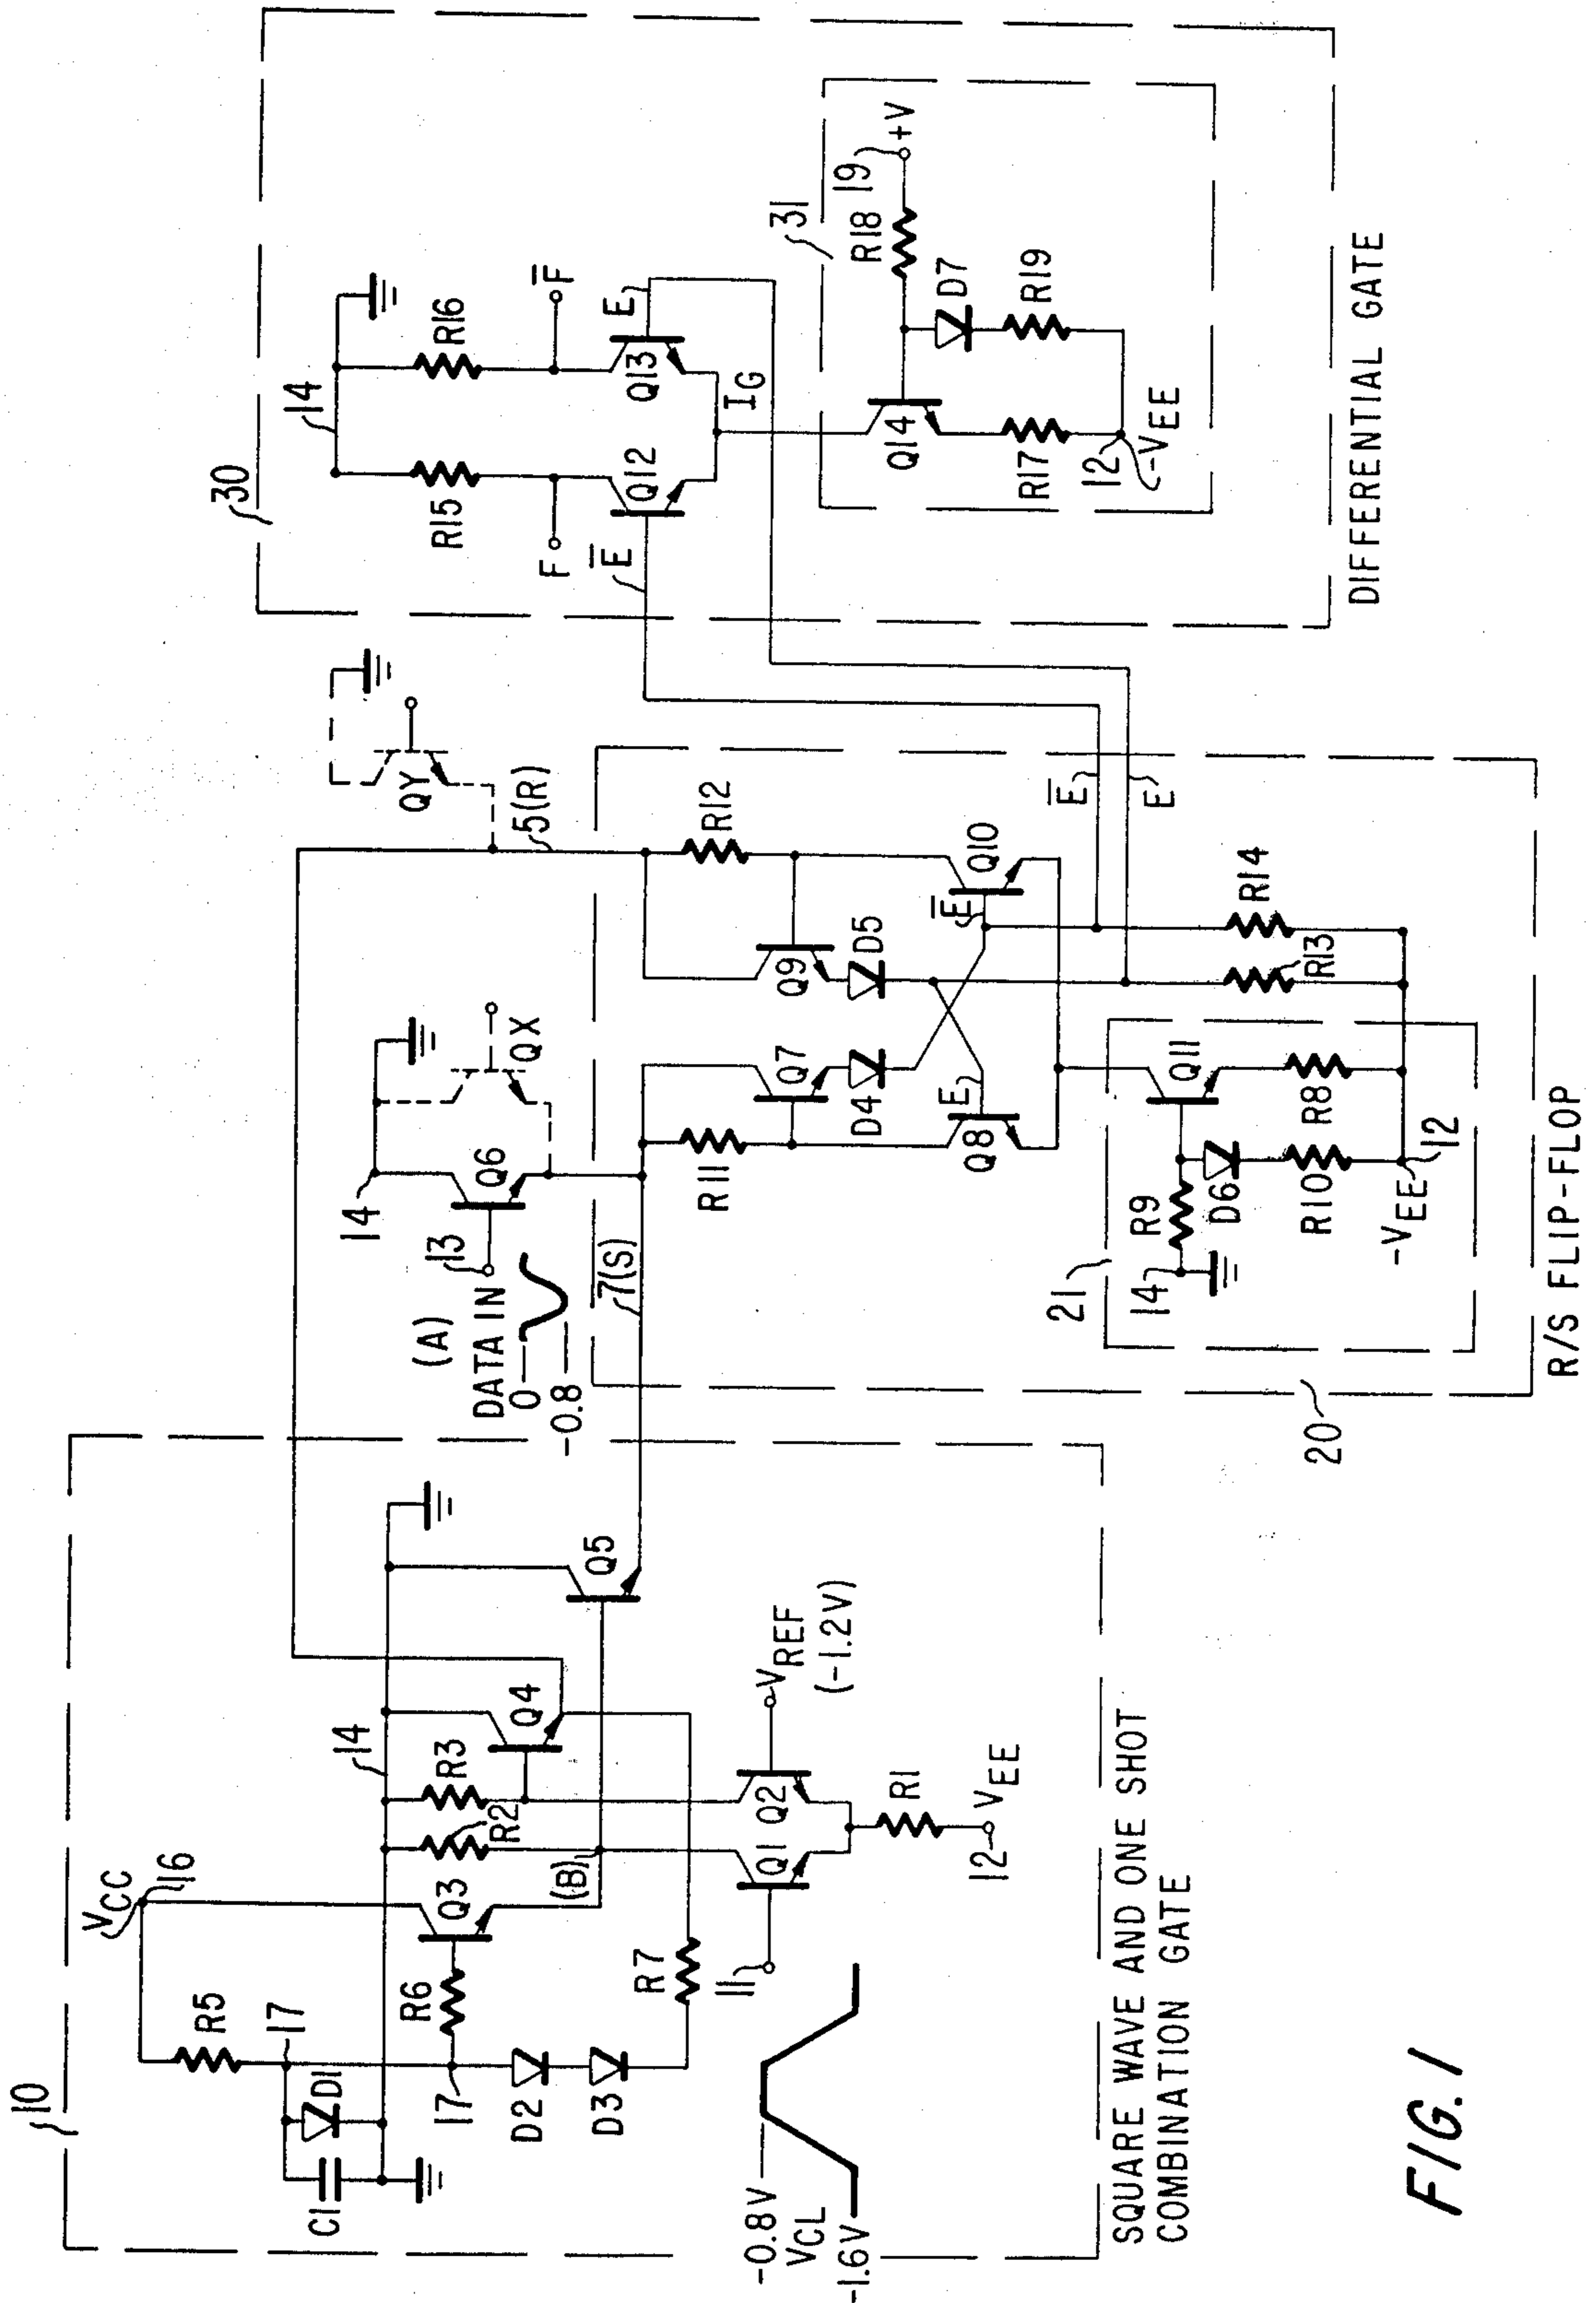 10
VCC
16
R5
17
C1
D1
17
R6
Q3
D2
D3
R7
14
R3
R2
Q4
(B)
Q5
Q1
Q2
VREF
(-1.2V)
R1
12
VEE
11
-0.8V
VCL
-1.6V
SQUARE WAVE AND ONE SHOT
COMBINATION GATE
(A)
DATA IN
0
-0.8
13
14
Q6
QX
QY
5(R)
7(S)
R11
R12
Q7
Q9
D4
D5
Q8
E
Q10
E̅
E̅
E
21
14
R9
Q11
D6
R10
R8
R13
R14
-VEE
12
20
R/S FLIP-FLOP
30
14
R15
R16
F
F̅
E̅
Q12
Q13
E
IG
31
R18
19
+V
Q14
D7
R17
R19
12
-VEE
DIFFERENTIAL GATE
FIG. 1